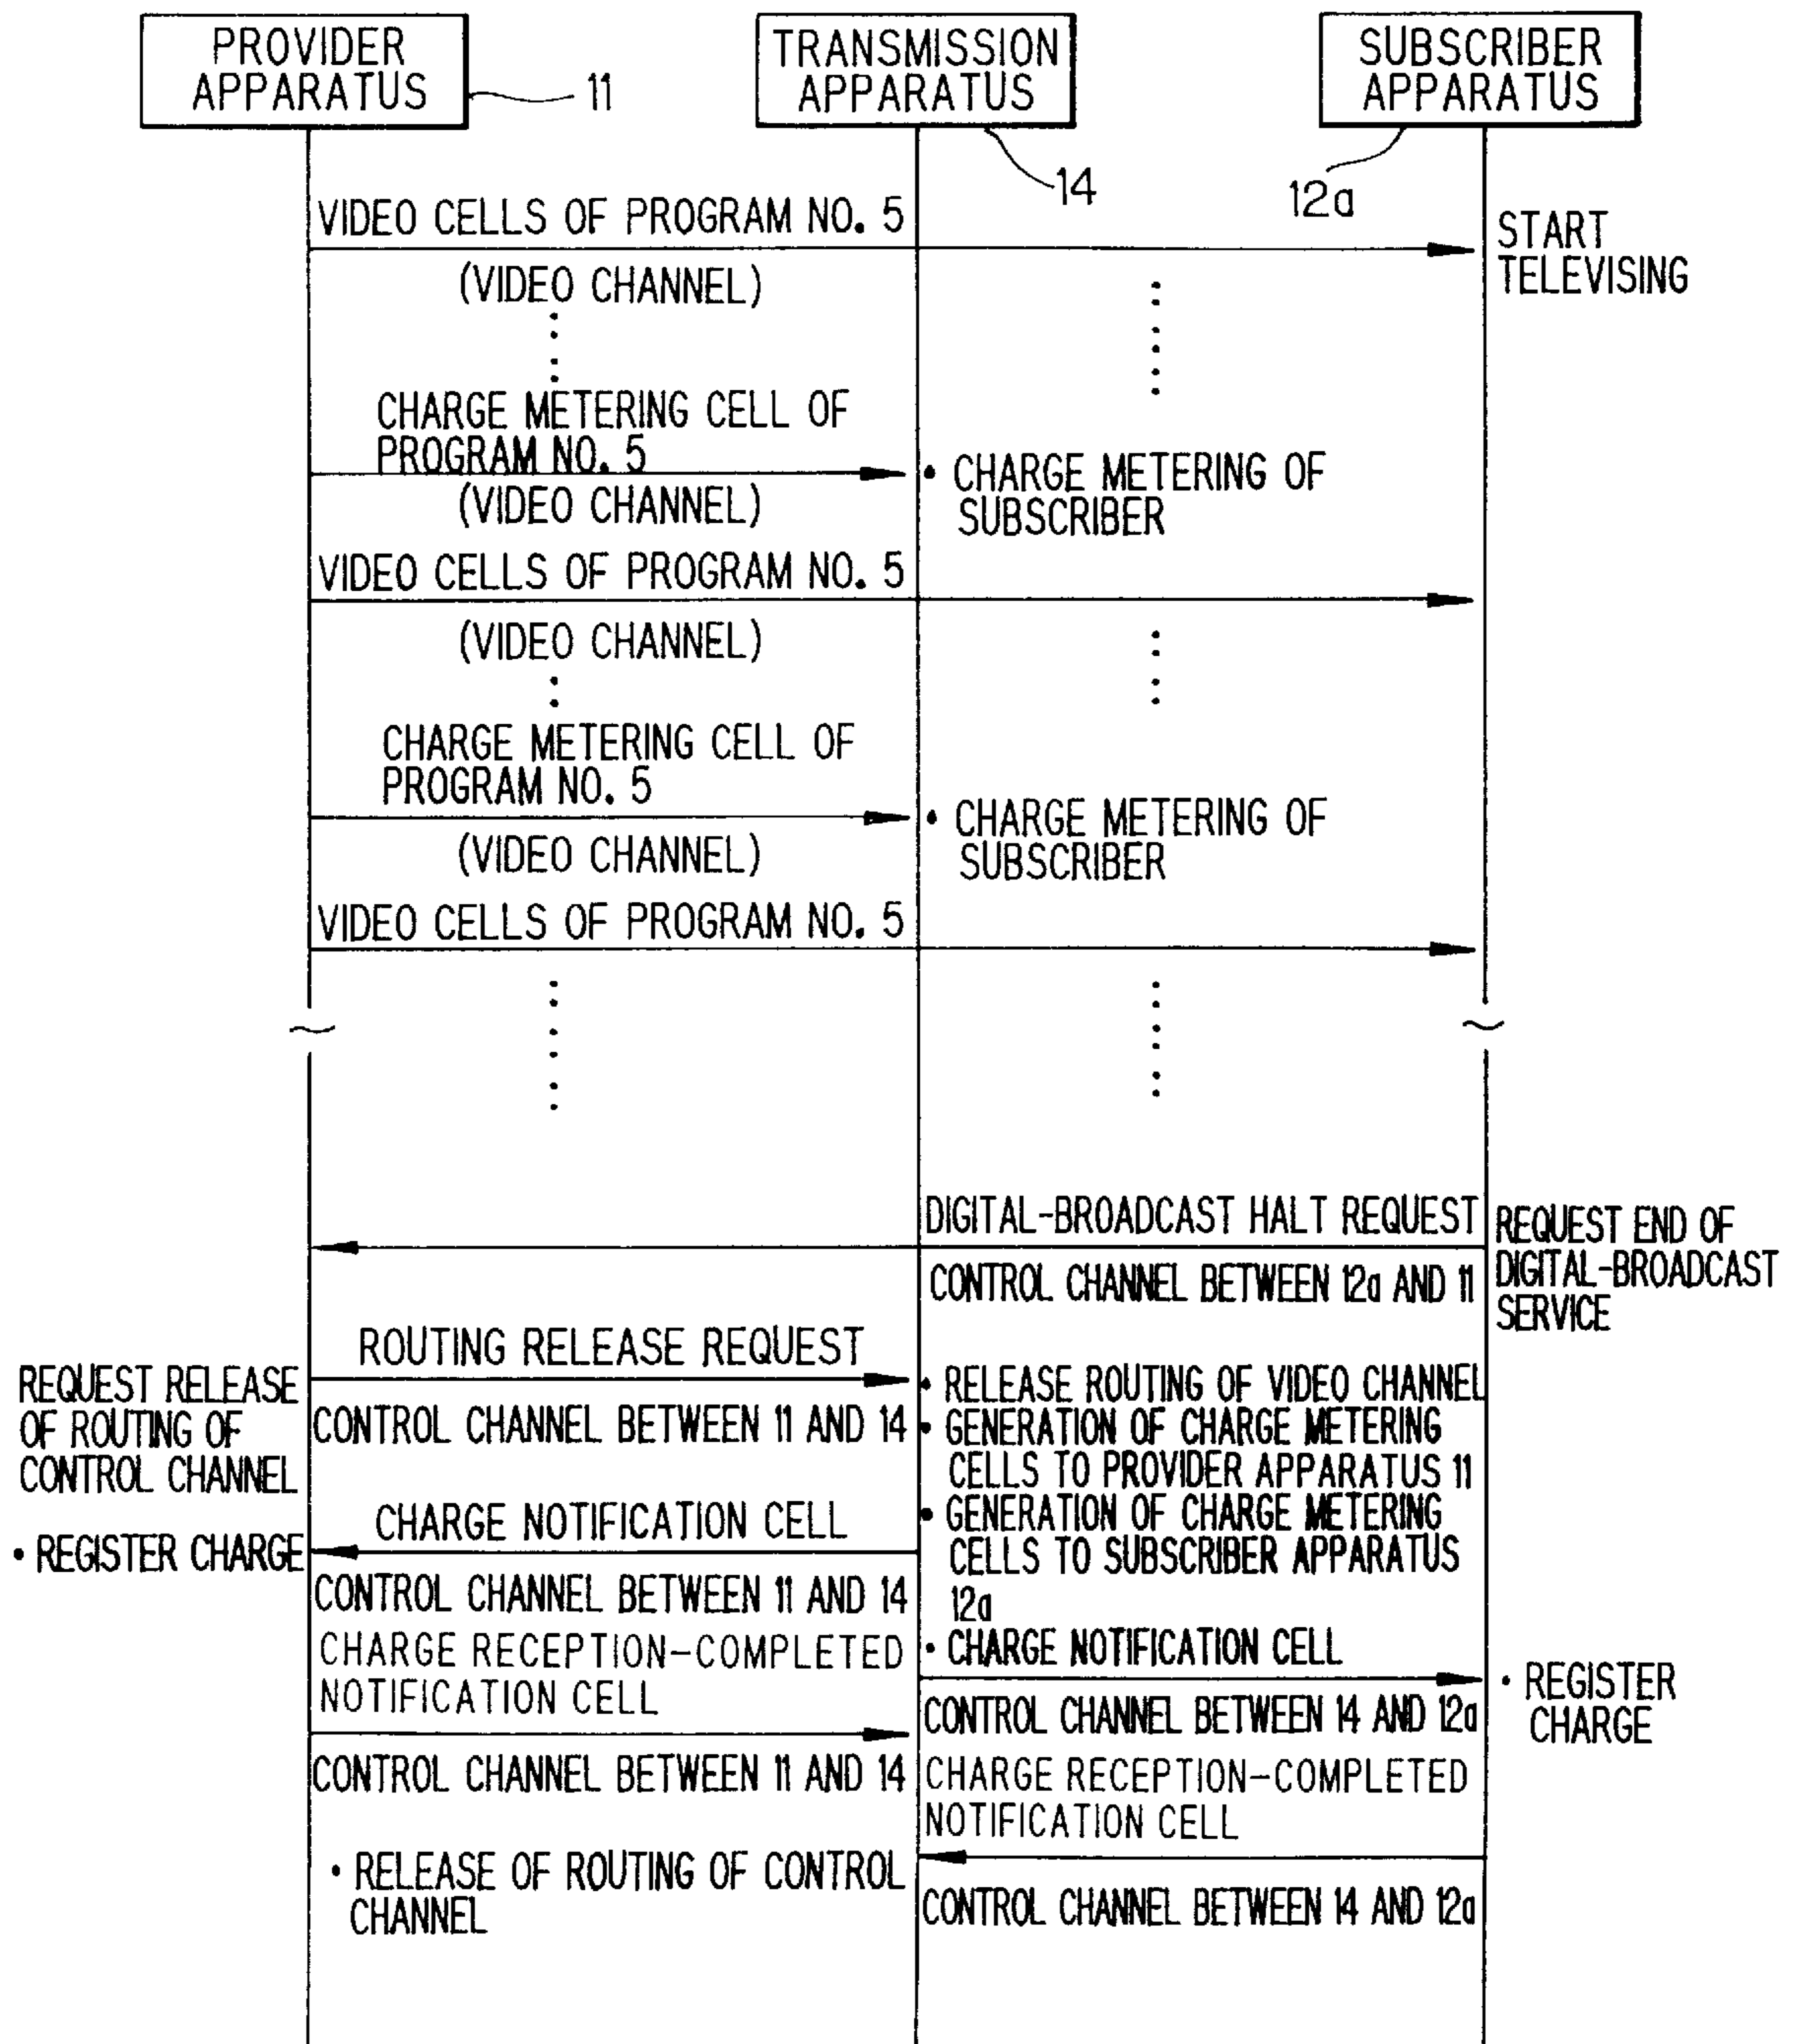 PROVIDER
APPARATUS
11
TRANSMISSION
APPARATUS
14
SUBSCRIBER
APPARATUS
12a
VIDEO CELLS OF PROGRAM NO. 5
(VIDEO CHANNEL)
START
TELEVISING
CHARGE METERING CELL OF
PROGRAM NO. 5
(VIDEO CHANNEL)
• CHARGE METERING OF
SUBSCRIBER
VIDEO CELLS OF PROGRAM NO. 5
(VIDEO CHANNEL)
CHARGE METERING CELL OF
PROGRAM NO. 5
(VIDEO CHANNEL)
• CHARGE METERING OF
SUBSCRIBER
VIDEO CELLS OF PROGRAM NO. 5
DIGITAL-BROADCAST HALT REQUEST
CONTROL CHANNEL BETWEEN 12a AND 11
REQUEST END OF
DIGITAL-BROADCAST
SERVICE
ROUTING RELEASE REQUEST
CONTROL CHANNEL BETWEEN 11 AND 14
REQUEST RELEASE
OF ROUTING OF
CONTROL CHANNEL
• RELEASE ROUTING OF VIDEO CHANNEL
• GENERATION OF CHARGE METERING
CELLS TO PROVIDER APPARATUS 11
• GENERATION OF CHARGE METERING
CELLS TO SUBSCRIBER APPARATUS
12a
CHARGE NOTIFICATION CELL
• REGISTER CHARGE
CONTROL CHANNEL BETWEEN 11 AND 14
• CHARGE NOTIFICATION CELL
CONTROL CHANNEL BETWEEN 14 AND 12a
• REGISTER
CHARGE
CHARGE RECEPTION-COMPLETED
NOTIFICATION CELL
CONTROL CHANNEL BETWEEN 11 AND 14
CHARGE RECEPTION-COMPLETED
NOTIFICATION CELL
CONTROL CHANNEL BETWEEN 14 AND 12a
• RELEASE OF ROUTING OF CONTROL
CHANNEL